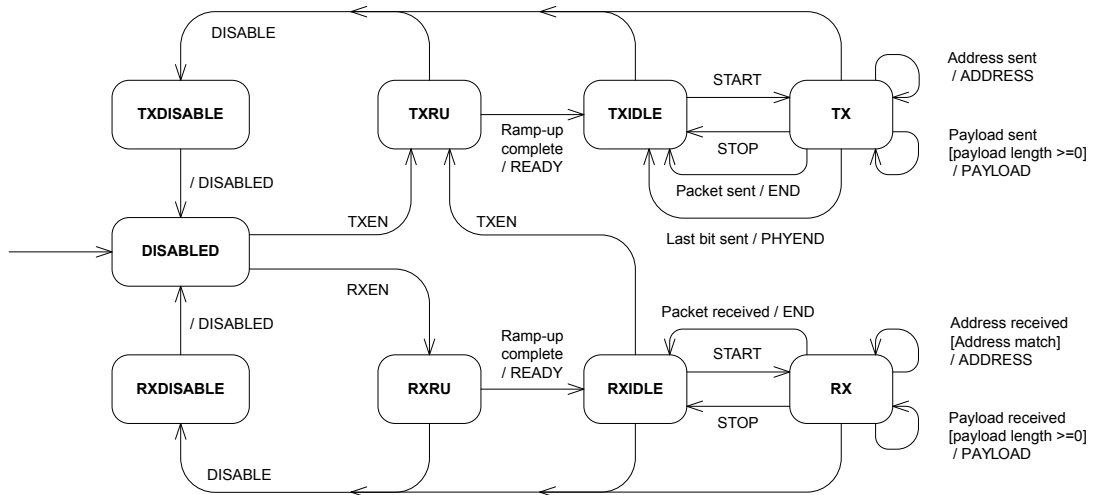 DISABLE
Address sent
/ ADDRESS
START
TXDISABLE
TXRU
TXIDLE
TX
Ramp-up
complete
/ READY
STOP
Payload sent
[payload length >=0]
/ PAYLOAD
/ DISABLED
Packet sent / END
TXEN
TXEN
Last bit sent / PHYEND
DISABLED
RXEN
Packet received / END
/ DISABLED
Ramp-up
complete
/ READY
START
Address received
[Address match]
/ ADDRESS
RXDISABLE
RXRU
RXIDLE
RX
STOP
Payload received
[payload length >=0]
/ PAYLOAD
DISABLE